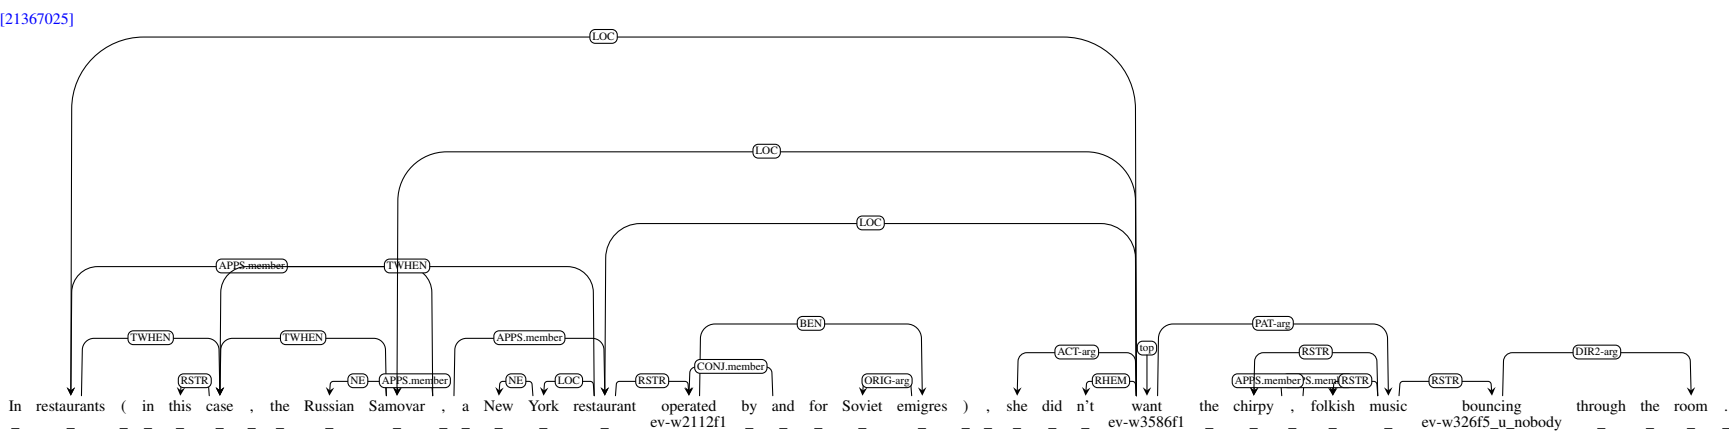 [21367025]
LOC
LOC
LOC
APPS.member TWHEN
BEN PAT-arg
TWHEN TWHEN APPS.member top
ACT-arg RSTR DIR2-arg
CONJ.member
RSTR NE APPS.member NE LOC RSTR ORIG-arg RHEM APPS.member RSTR RSTR
In restaurants ( in this case , the Russian Samovar , a New York restaurant operated by and for Soviet emigres ) , she did n't want the chirpy , folkish music bouncing through the room .
_ _ _ _ _ _ _ _ _ _ _ _ _ _ _ ev-w2112f1 _ _ _ _ _ _ _ _ _ _ ev-w3586f1 _ _ _ _ _ ev-w326f5_u_nobody _ _ _ _